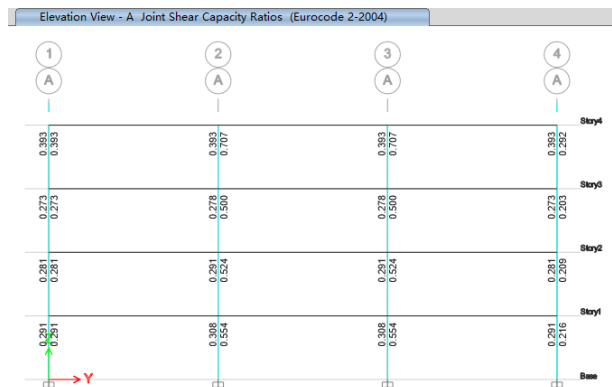 Elevation View - A  Joint Shear Capacity Ratios  (Eurocode 2-2004)
1 2 3 4
A A A A
Story4
0.393 0.393 0.393 0.707 0.393 0.707 0.393 0.292
Story3
0.273 0.273 0.278 0.500 0.278 0.500 0.273 0.203
Story2
0.281 0.281 0.291 0.524 0.291 0.524 0.281 0.209
Story1
0.291 0.291 0.308 0.554 0.308 0.554 0.291 0.216
Y Base